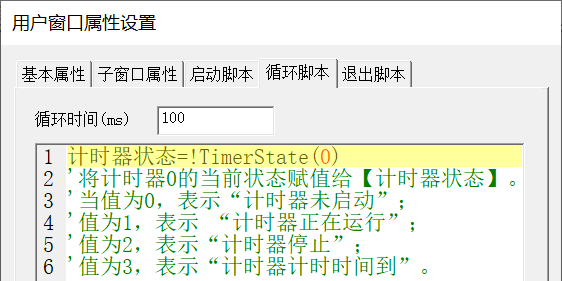 用户窗口属性设置
基本属性 子窗口属性 启动脚本 循环脚本 退出脚本
循环时间(ms) 100
1 计时器状态=!TimerState(0)
2 '将计时器0的当前状态赋值给【计时器状态】。
3 '当值为0，表示“计时器未启动”；
4 '值为1，表示 “计时器正在运行”；
5 '值为2，表示“计时器停止”；
6 '值为3，表示“计时器计时时间到”。